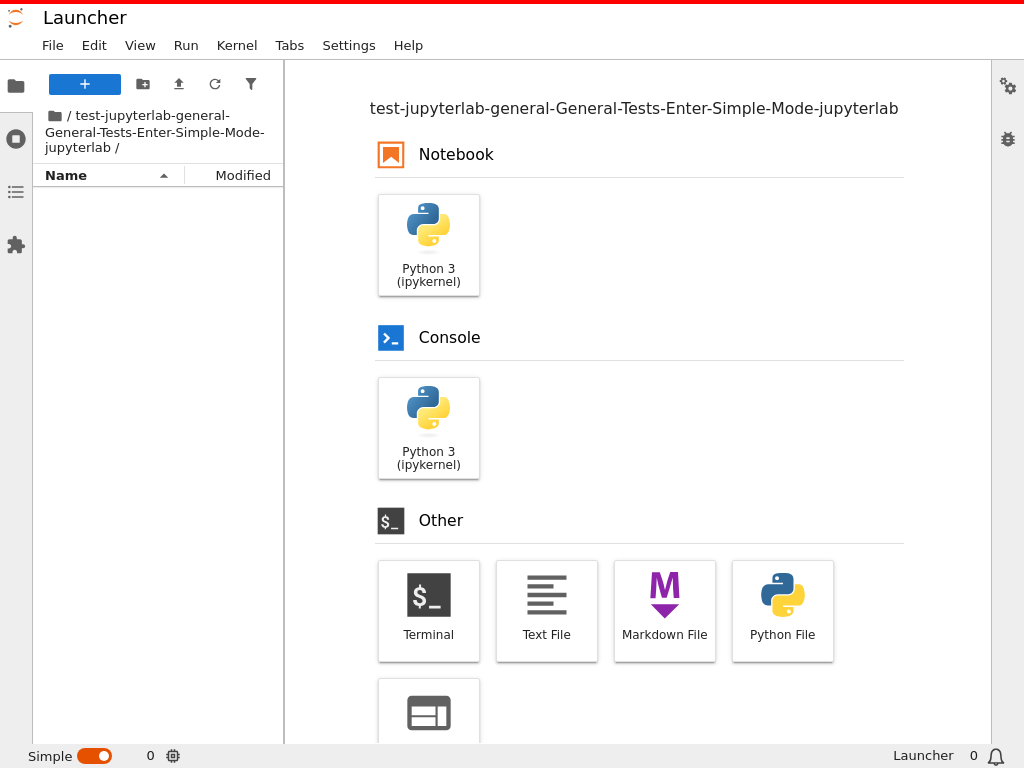 Launcher
File Edit View Run Kernel Tabs Settings Help
/ test-jupyterlab-general-
General-Tests-Enter-Simple-Mode-
jupyterlab /
Name Modified
test-jupyterlab-general-General-Tests-Enter-Simple-Mode-jupyterlab
Notebook
Python 3
(ipykernel)
Console
Python 3
(ipykernel)
$_ Other
$_
Terminal
Text File
M
Markdown File
Python File
Simple 0 Launcher 0